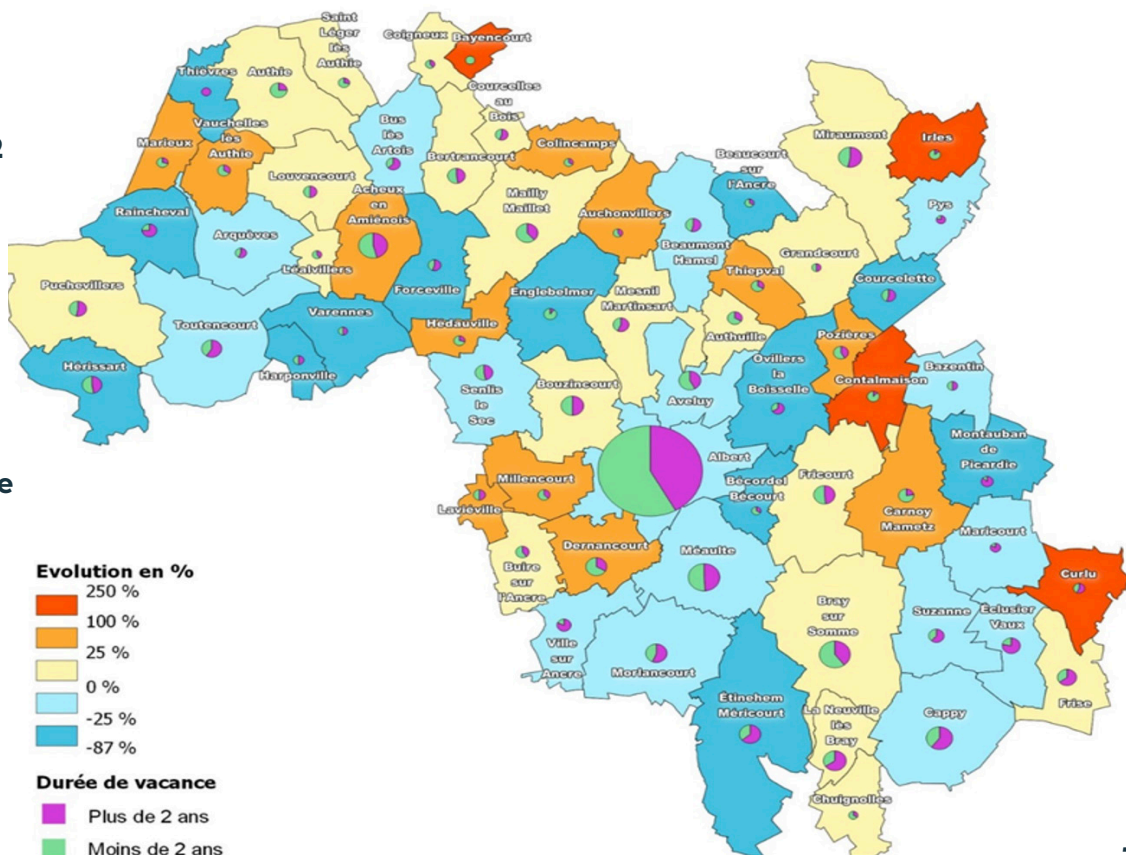 Saint
Léger
lès
Authie
Coigneux
Bayencourt
Thièvres
Authie
Courcelles
au
Bois
Vauchelles
lès
Authie
Marieux
Bus
lès
Artois
Bertrancourt
Colincamps
Miraumont
Irles
Louvencourt
Acheux
en
Amiénois
Mailly
Maillet
Auchonvillers
Beaucourt
sur
l'Ancre
Pys
Raincheval
Arquèves
Beaumont
Hamel
Grandcourt
Léalvillers
Thiepval
Courcelette
Puchevillers
Forceville
Englebelmer
Mesnil
Martinsart
Varennes
Toutencourt
Hédauville
Authuille
Pozières
Hérissart
Harponville
Senlis
le
Sec
Bouzincourt
Aveluy
Ovillers
la
Boisselle
Contalmaison
Bazentin
Albert
Montauban
de
Picardie
Millencourt
Bécordel
Bécourt
Fricourt
Laviéville
Carnoy
Mametz
Maricourt
Dernancourt
Méaulte
Buire
sur
l'Ancre
Curlu
Bray
sur
Somme
Suzanne
Éclusier
Vaux
Ville
sur
Ancre
Morlancourt
Frise
Étinehem
Méricourt
La Neuville
lès
Bray
Cappy
Chuignolles
2
e
Evolution en %
250 %
100 %
25 %
0 %
-25 %
-87 %
Durée de vacance
Plus de 2 ans
Moins de 2 ans